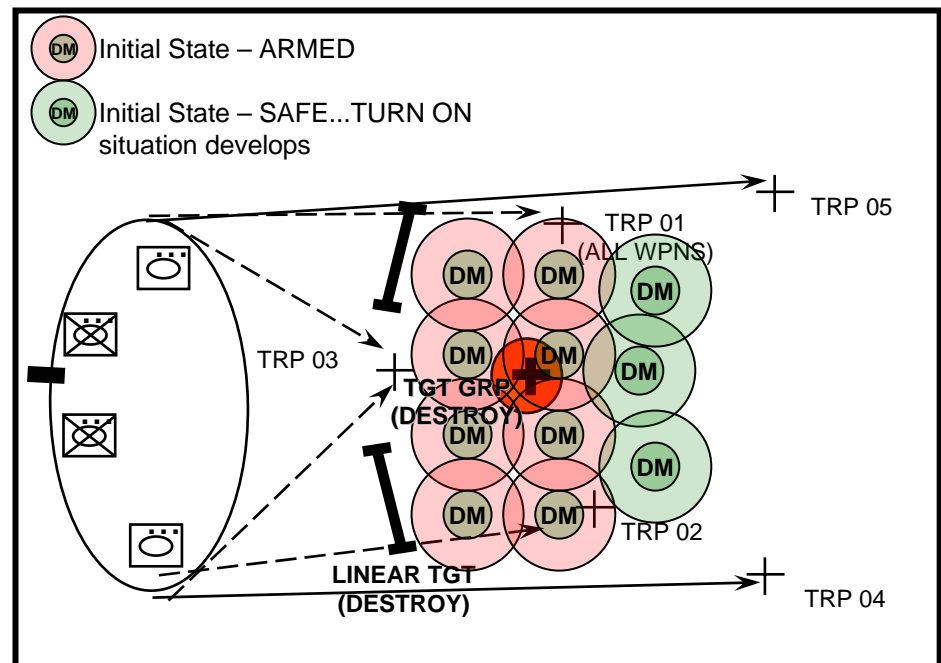 DM Initial State – ARMED
DM Initial State – SAFE...TURN ON
situation develops
TRP 05
TRP 01
(ALL WPNS)
DM DM DM
TRP 03 DM DM DM
TGT GRP
(DESTROY)
DM DM DM
DM DM TRP 02
LINEAR TGT
(DESTROY)
TRP 04